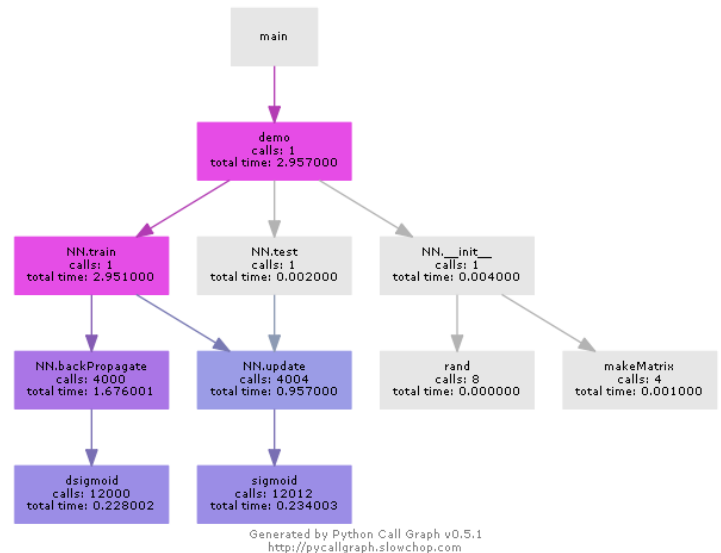 main
demo
calls: 1
total time: 2.957000
NN.train
calls: 1
total time: 2.951000
NN.test
calls: 1
total time: 0.002000
NN.__init__
calls: 1
total time: 0.004000
NN.backPropagate
calls: 4000
total time: 1.676001
NN.update
calls: 4004
total time: 0.957000
rand
calls: 8
total time: 0.000000
makeMatrix
calls: 4
total time: 0.001000
dsigmoid
calls: 12000
total time: 0.228002
sigmoid
calls: 12012
total time: 0.234003
Generated by Python Call Graph v0.5.1
http://pycallgraph.slowchop.com